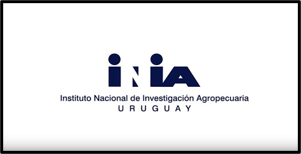 INIA
Instituto Nacional de Investigación Agropecuaria
URUGUAY